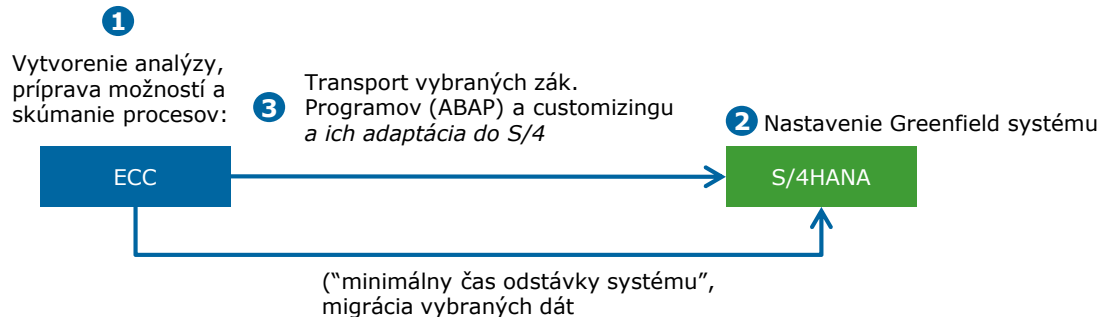 1
Vytvorenie analýzy,
príprava možností a
skúmanie procesov:
3
Transport vybraných zák.
Programov (ABAP) a customizingu
a ich adaptácia do S/4
2 Nastavenie Greenfield systému
ECC
S/4HANA
("minimálny čas odstávky systému",
migrácia vybraných dát